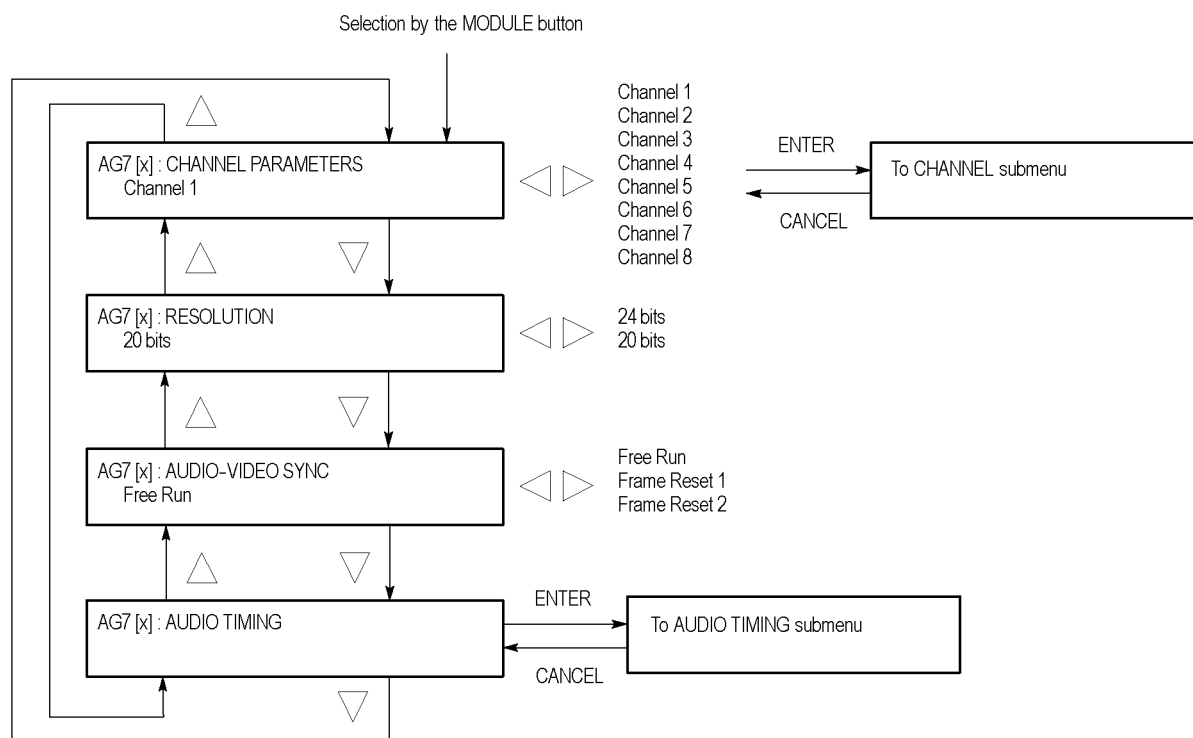 Selection by the MODULE button
AG7 [x] : CHANNEL PARAMETERS
Channel 1
Channel 1
Channel 2
Channel 3
Channel 4
Channel 5
Channel 6
Channel 7
Channel 8
ENTER
CANCEL
To CHANNEL submenu
AG7 [x] : RESOLUTION
20 bits
24 bits
20 bits
AG7 [x] : AUDIO-VIDEO SYNC
Free Run
Free Run
Frame Reset 1
Frame Reset 2
AG7 [x] : AUDIO TIMING
ENTER
CANCEL
To AUDIO TIMING submenu